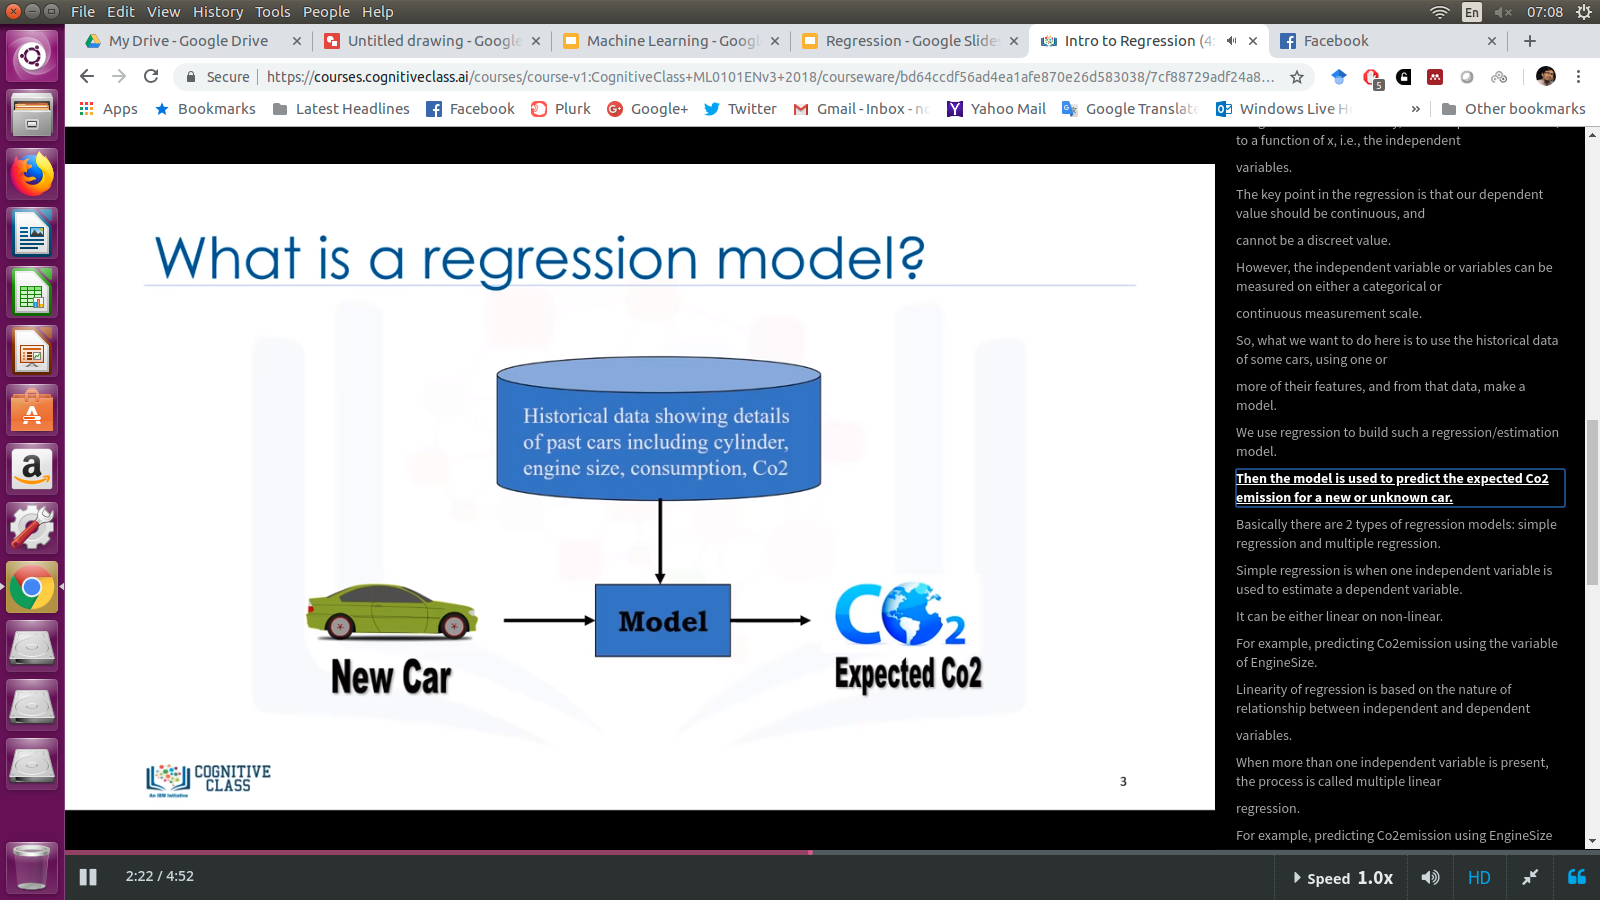 File Edit View History Tools People Help
En 07:08
My Drive - Google Drive
Untitled drawing - Google
Machine Learning - Googl
Regression - Google Slide
Intro to Regression (4:
Facebook
Secure https://courses.cognitiveclass.ai/courses/course-v1:CognitiveClass+ML0101ENv3+2018/courseware/bd64ccdf56ad4ea1afe870e26d583038/7cf88729adf24a8...
5
Apps Bookmarks Latest Headlines Facebook Plurk Google+ Twitter Gmail - Inbox - no Yahoo Mail Google Translate Windows Live H » Other bookmarks
What is a regression model?
Historical data showing details
of past cars including cylinder,
engine size, consumption, Co2
Model
New Car
CO2
Expected Co2
COGNITIVE
CLASS
An IBM Initiative
3
to a function of x, i.e., the independent
variables.
The key point in the regression is that our dependent
value should be continuous, and
cannot be a discreet value.
However, the independent variable or variables can be
measured on either a categorical or
continuous measurement scale.
So, what we want to do here is to use the historical data
of some cars, using one or
more of their features, and from that data, make a
model.
We use regression to build such a regression/estimation
model.
Then the model is used to predict the expected Co2
emission for a new or unknown car.
Basically there are 2 types of regression models: simple
regression and multiple regression.
Simple regression is when one independent variable is
used to estimate a dependent variable.
It can be either linear on non-linear.
For example, predicting Co2emission using the variable
of EngineSize.
Linearity of regression is based on the nature of
relationship between independent and dependent
variables.
When more than one independent variable is present,
the process is called multiple linear
regression.
For example, predicting Co2emission using EngineSize
2:22 / 4:52
Speed 1.0x
HD